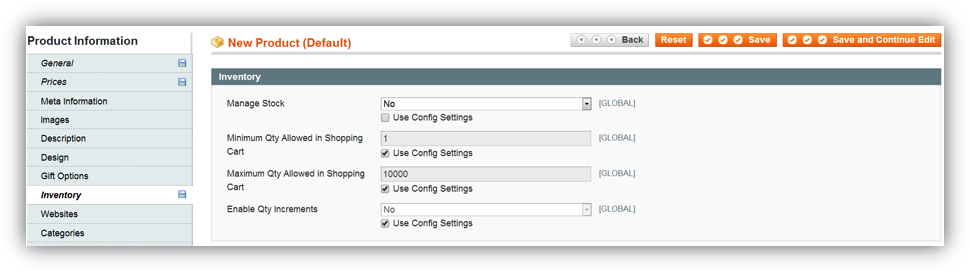 Product Information
General
Prices
Meta Information
Images
Description
Design
Gift Options
Inventory
Websites
Categories
New Product (Default)
Back
Reset
Save
Save and Continue Edit
Inventory
Manage Stock
No
[GLOBAL]
Use Config Settings
Minimum Qty Allowed in Shopping
Cart
1
[GLOBAL]
Use Config Settings
Maximum Qty Allowed in Shopping
Cart
10000
[GLOBAL]
Use Config Settings
Enable Qty Increments
No
[GLOBAL]
Use Config Settings